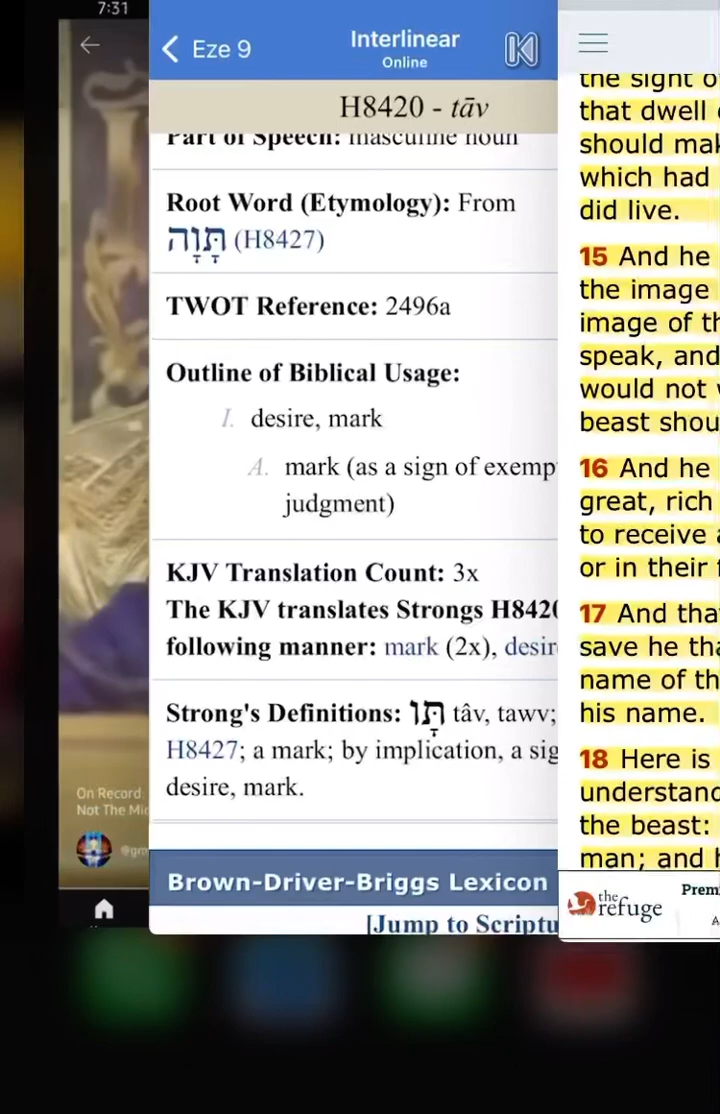 7:31
On Record:
Not The Mi
Eze 9
Interlinear
Online
H8420 - tāv
Part of Speech: masculine noun
Root Word (Etymology): From
תָּוָה (H8427)
TWOT Reference: 2496a
Outline of Biblical Usage:
I. desire, mark
A. mark (as a sign of exemp
judgment)
KJV Translation Count: 3x
The KJV translates Strongs H8420
following manner: mark (2x), desir
Strong's Definitions: תָּו tâv, tawv;
H8427; a mark; by implication, a sig
desire, mark.
Brown-Driver-Briggs Lexicon
[Jump to Scriptu
the sight o
that dwell
should mak
which had
did live.
15 And he
the image
image of th
speak, and
would not
beast shou
16 And he
great, rich
to receive a
or in their f
17 And tha
save he tha
name of th
his name.
18 Here is
understand
the beast:
man; and h
the
refuge
Prem
A